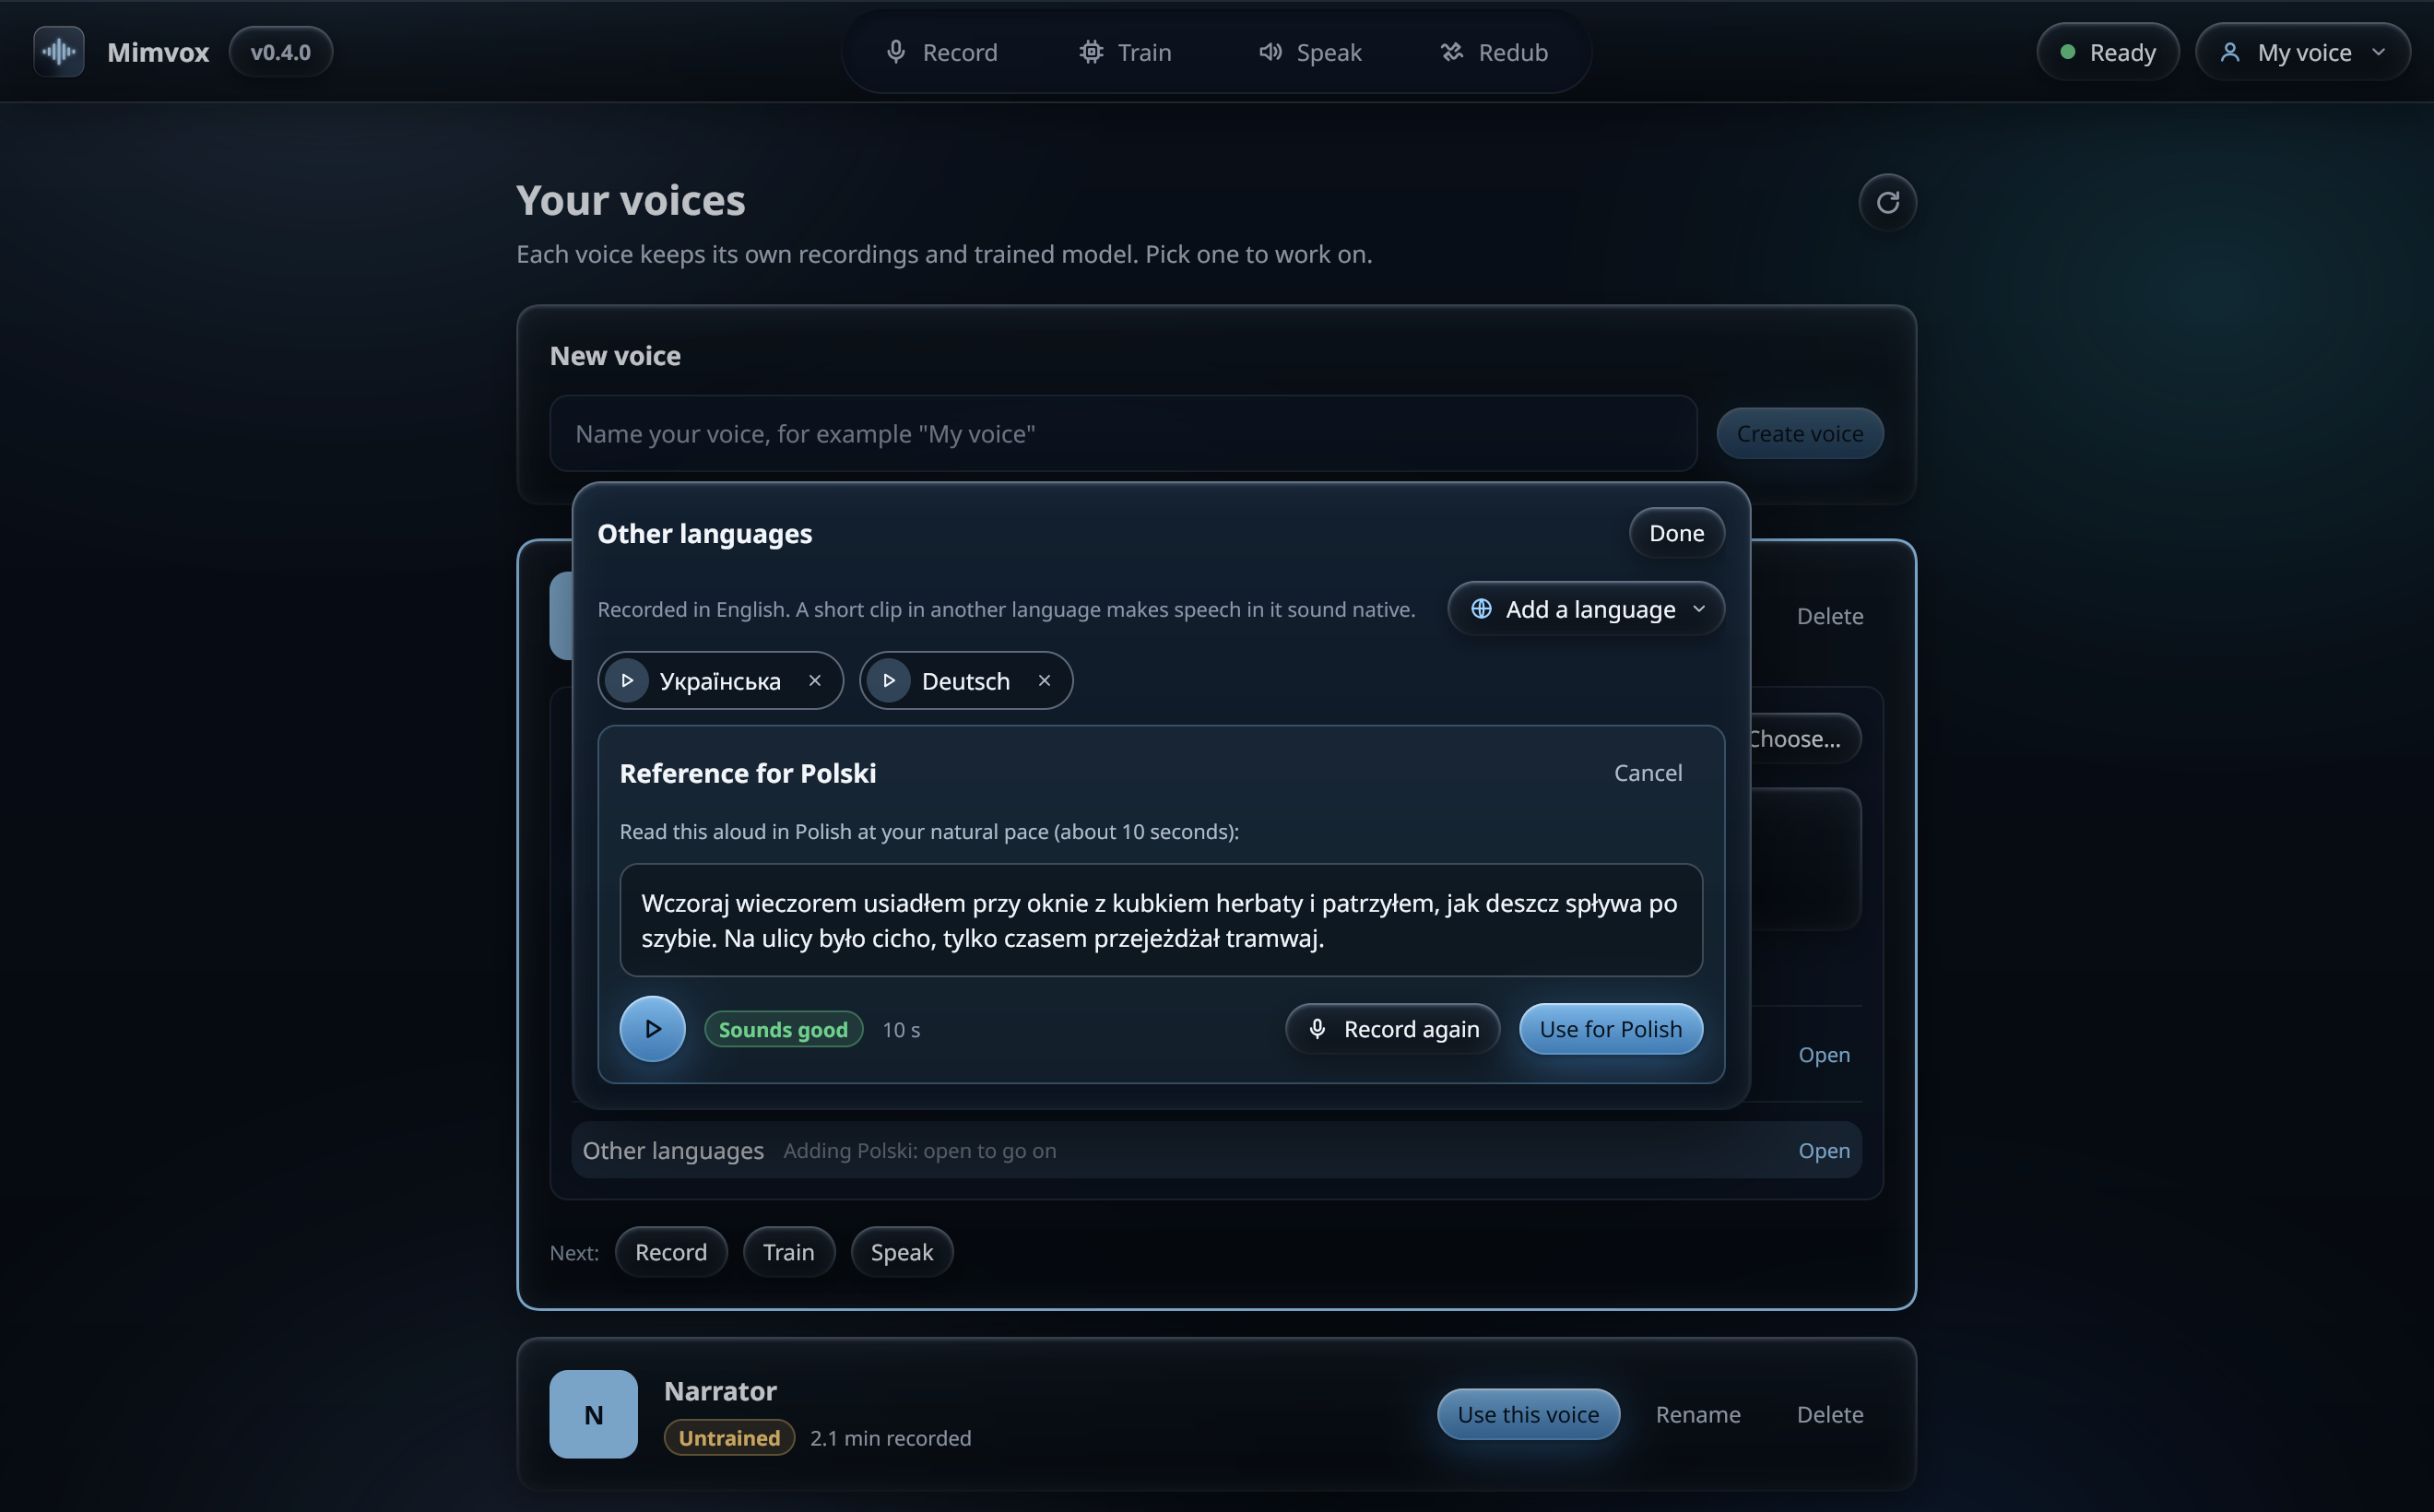 Mimvox
v0.4.0
Record
Train
Speak
Redub
Ready
My voice
Your voices
Each voice keeps its own recordings and trained model. Pick one to work on.
New voice
Name your voice, for example "My voice"
Create voice
Other languages
Done
Recorded in English. A short clip in another language makes speech in it sound native.
Add a language
Delete
Українська
Deutsch
Choose...
Reference for Polski
Cancel
Read this aloud in Polish at your natural pace (about 10 seconds):
Wczoraj wieczorem usiadłem przy oknie z kubkiem herbaty i patrzyłem, jak deszcz spływa po
szybie. Na ulicy było cicho, tylko czasem przejeżdżał tramwaj.
Sounds good
10 s
Record again
Use for Polish
Open
Other languages
Adding Polski: open to go on
Open
Next:
Record
Train
Speak
N
Narrator
Untrained
2.1 min recorded
Use this voice
Rename
Delete